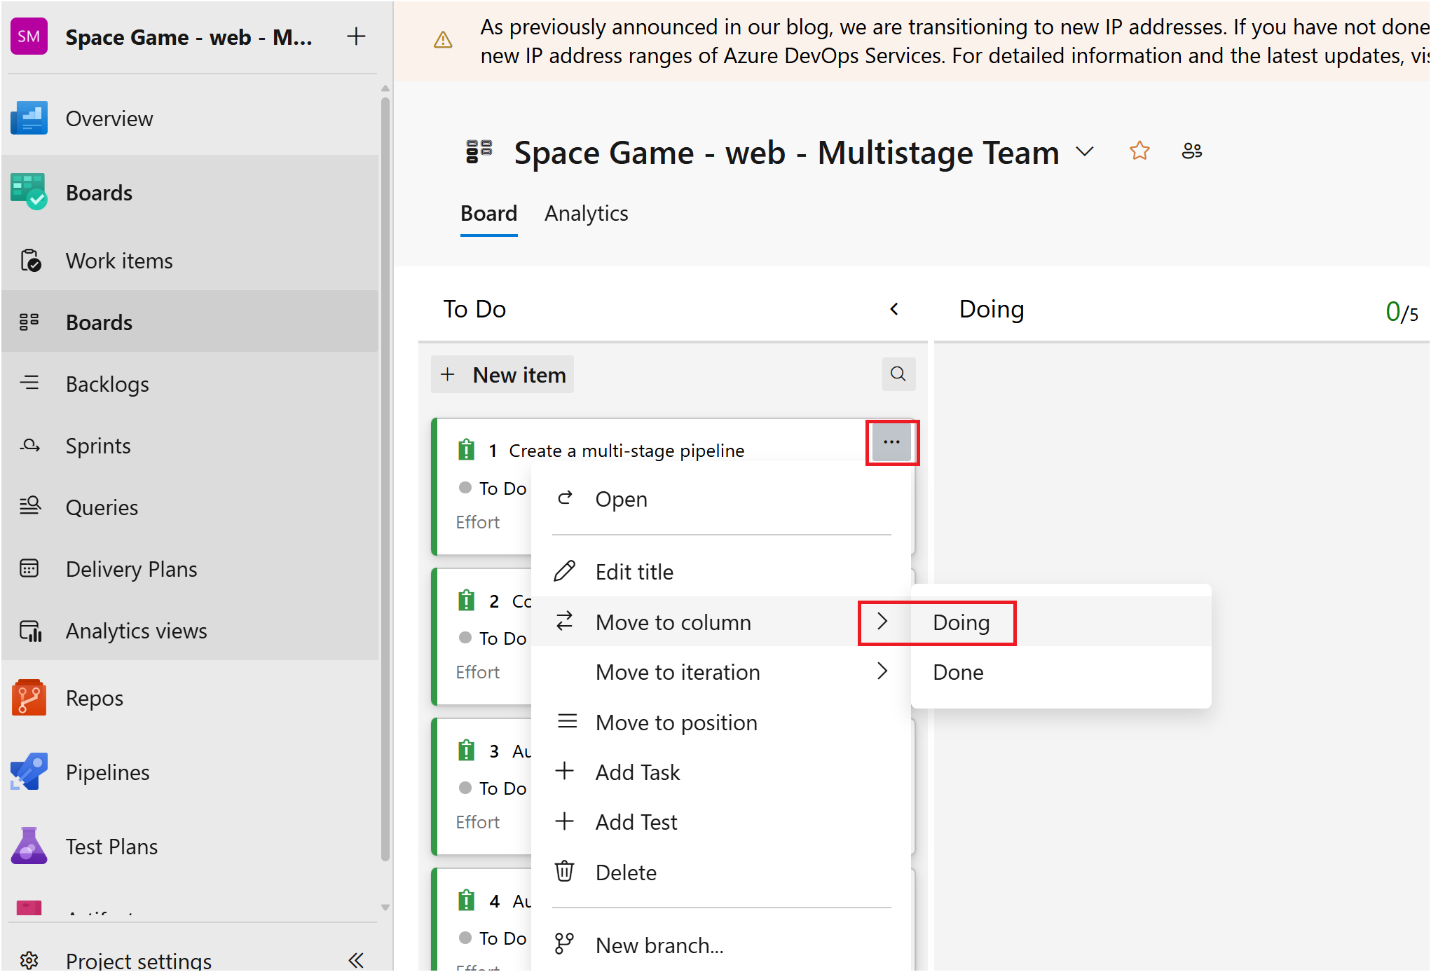 SM
Space Game - web - M...
Overview
Boards
Work items
Boards
Backlogs
Sprints
Queries
Delivery Plans
Analytics views
Repos
Pipelines
Test Plans
Project settings
As previously announced in our blog, we are transitioning to new IP addresses. If you have not done
new IP address ranges of Azure DevOps Services. For detailed information and the latest updates, vis
Space Game - web - Multistage Team
Board Analytics
To Do
Doing
0/5
+ New item
1 Create a multi-stage pipeline
To Do
Effort
2 Co
To Do
Effort
3 Au
To Do
Effort
4 Au
To Do
Effort
...
Open
Edit title
Move to column
Move to iteration
Move to position
Add Task
Add Test
Delete
New branch...
Doing
Done